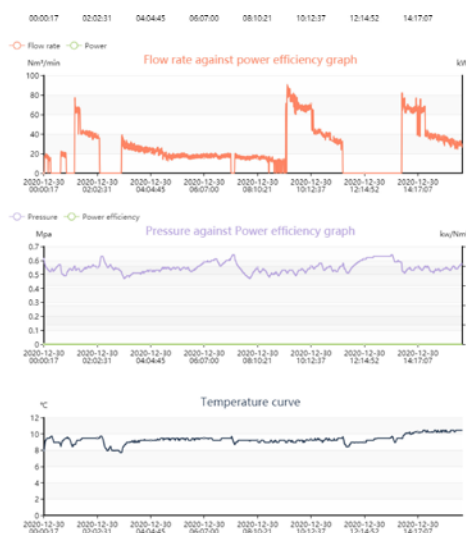 00:00:17 02:02:31 04:04:45 06:07:00 08:10:21 10:12:37 12:14:52 14:17:07
Flow rate Power
Flow rate against power efficiency graph
Nm³/min kW
100
80
60
40
20
0
2020-12-30 2020-12-30 2020-12-30 2020-12-30 2020-12-30 2020-12-30 2020-12-30 2020-12-30
00:00:17 02:02:31 04:04:45 06:07:00 08:10:21 10:12:37 12:14:52 14:17:07
Pressure Power efficiency
Pressure against Power efficiency graph
Mpa kw/Nm
0.7
0.6
0.5
0.4
0.3
0.2
0.1
0
2020-12-30 2020-12-30 2020-12-30 2020-12-30 2020-12-30 2020-12-30 2020-12-30 2020-12-30
00:00:17 02:02:31 04:04:45 06:07:00 08:10:21 10:12:37 12:14:52 14:17:07
Temperature curve
°C
12
10
8
6
4
2
0
2020-12-30 2020-12-30 2020-12-30 2020-12-30 2020-12-30 2020-12-30 2020-12-30 2020-12-30
00:00:17 02:02:31 04:04:45 06:07:00 08:10:21 10:12:37 12:14:52 14:17:07